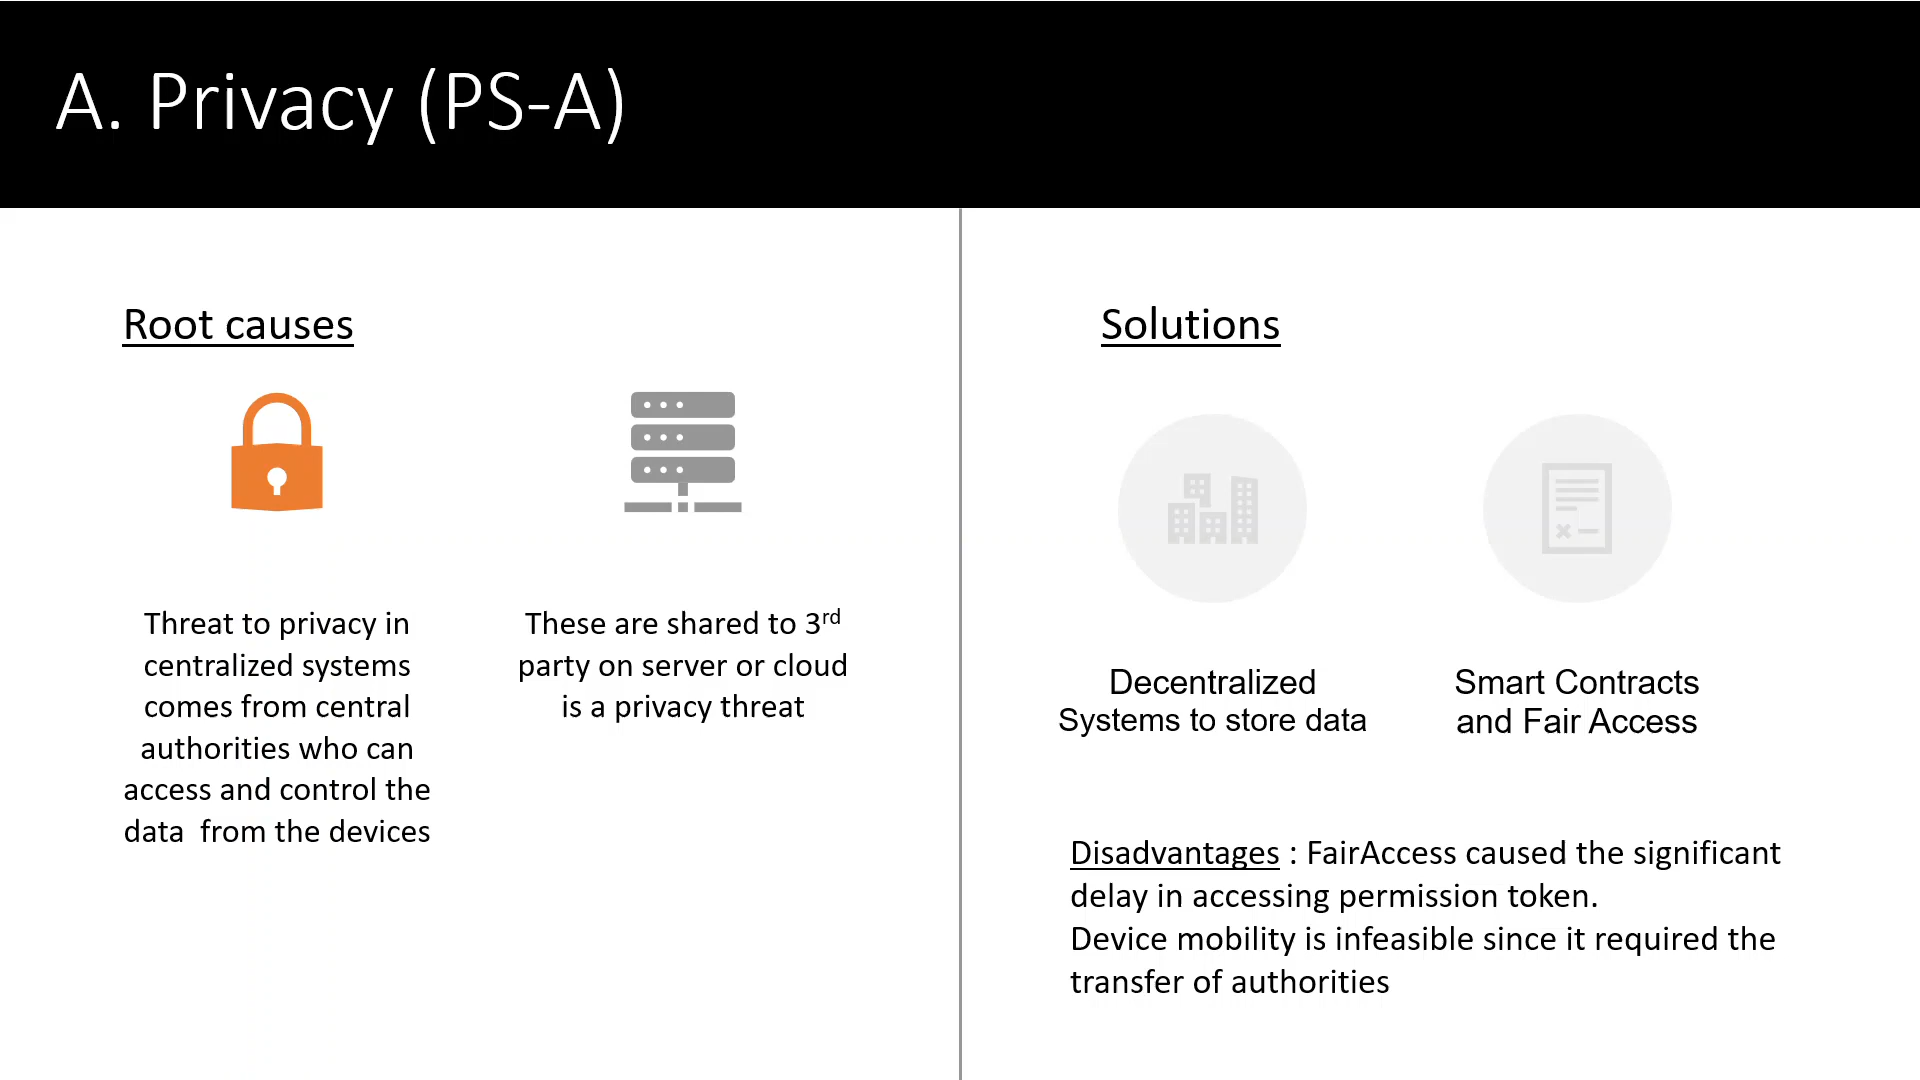 A. Privacy (PS-A)
Root causes
Threat to privacy in
centralized systems
comes from central
authorities who can
access and control the
data  from the devices
These are shared to 3rd
party on server or cloud
is a privacy threat
Solutions
Decentralized
Systems to store data
Smart Contracts
and Fair Access
Disadvantages : FairAccess caused the significant
delay in accessing permission token.
Device mobility is infeasible since it required the
transfer of authorities